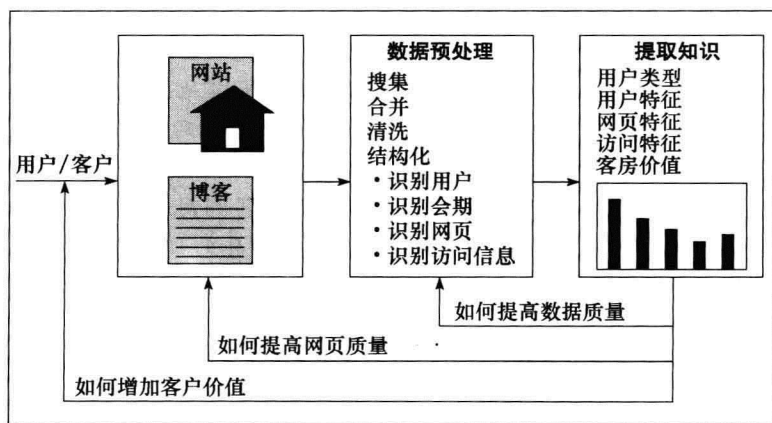 用户/客户
网站
博客
数据预处理
搜集
合并
清洗
结构化
·识别用户
·识别会期
·识别网页
·识别访问信息
提取知识
用户类型
用户特征
网页特征
访问特征
客房价值
如何提高数据质量
如何提高网页质量
如何增加客户价值